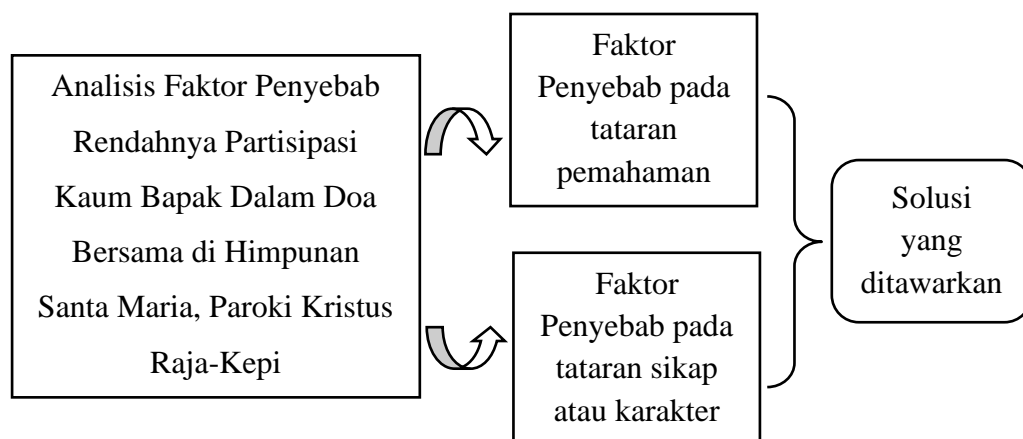 Analisis Faktor Penyebab
Rendahnya Partisipasi
Kaum Bapak Dalam Doa
Bersama di Himpunan
Santa Maria, Paroki Kristus
Raja-Kepi
Faktor
Penyebab pada
tataran
pemahaman
Faktor
Penyebab pada
tataran sikap
atau karakter
Solusi
yang
ditawarkan